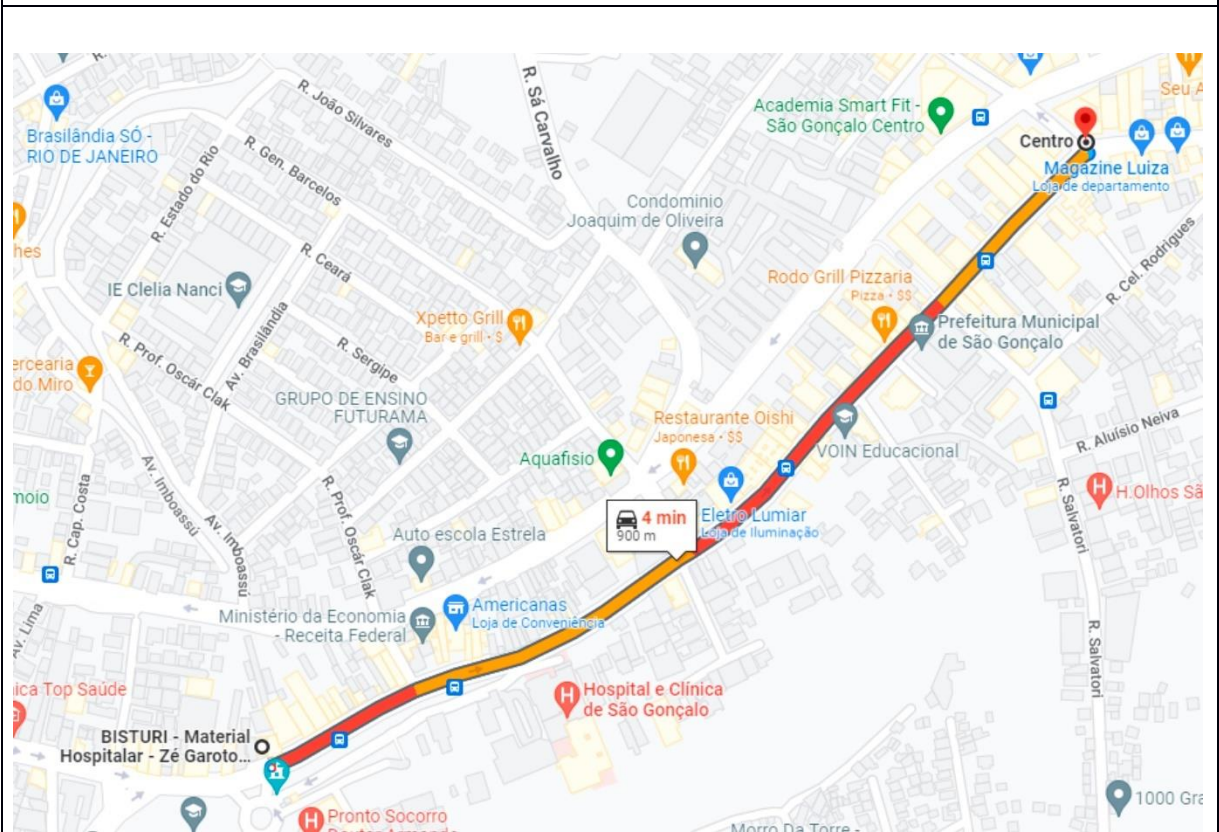 R. João Silvares
R. Sá Carvalho
Academia Smart Fit -
São Gonçalo Centro
Seu A
Brasilândia SÓ -
RIO DE JANEIRO
Centro
Magazine Luiza
Loja de departamento
R. Estado do Rio
R. Gen. Barcelos
Condominio
Joaquim de Oliveira
R. Cel. Rodrigues
hes
R. Ceará
IE Clelia Nanci
Rodo Grill Pizzaria
Pizza • $$
Xpetto Grill
Bar e grill • $
Prefeitura Municipal
de São Gonçalo
Av. Brasilândia
R. Sergipe
R. Prof. Oscár Clak
ercearia
do Miro
GRUPO DE ENSINO
FUTURAMA
Restaurante Oishi
Japonesa • $$
R. Aluísio Neiva
VOIN Educacional
Aquafisio
moio
R. Cap. Costa
Av. Imboassú
Av. Imboassú
R. Prof. Oscár Clak
H.Olhos Sã
R. Salvatori
4 min
900 m
Eletro Lumiar
Loja de Iluminação
Auto escola Estrela
Ministério da Economia
- Receita Federal
Americanas
Loja de Conveniência
Av. Lima
R. Salvatori
ica Top Saúde
Hospital e Clínica
de São Gonçalo
BISTURI - Material
Hospitalar - Zé Garoto...
1000 Gra
Pronto Socorro
Morro Da Torre -